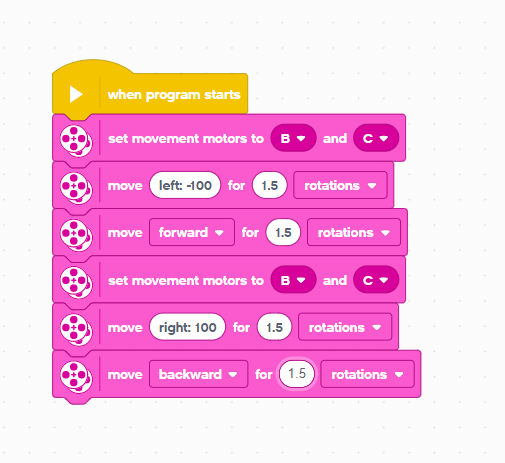 when program starts
set movement motors to B and C
move left: -100 for 1.5 rotations
move forward for 1.5 rotations
set movement motors to B and C
move right: 100 for 1.5 rotations
move backward for 1.5 rotations